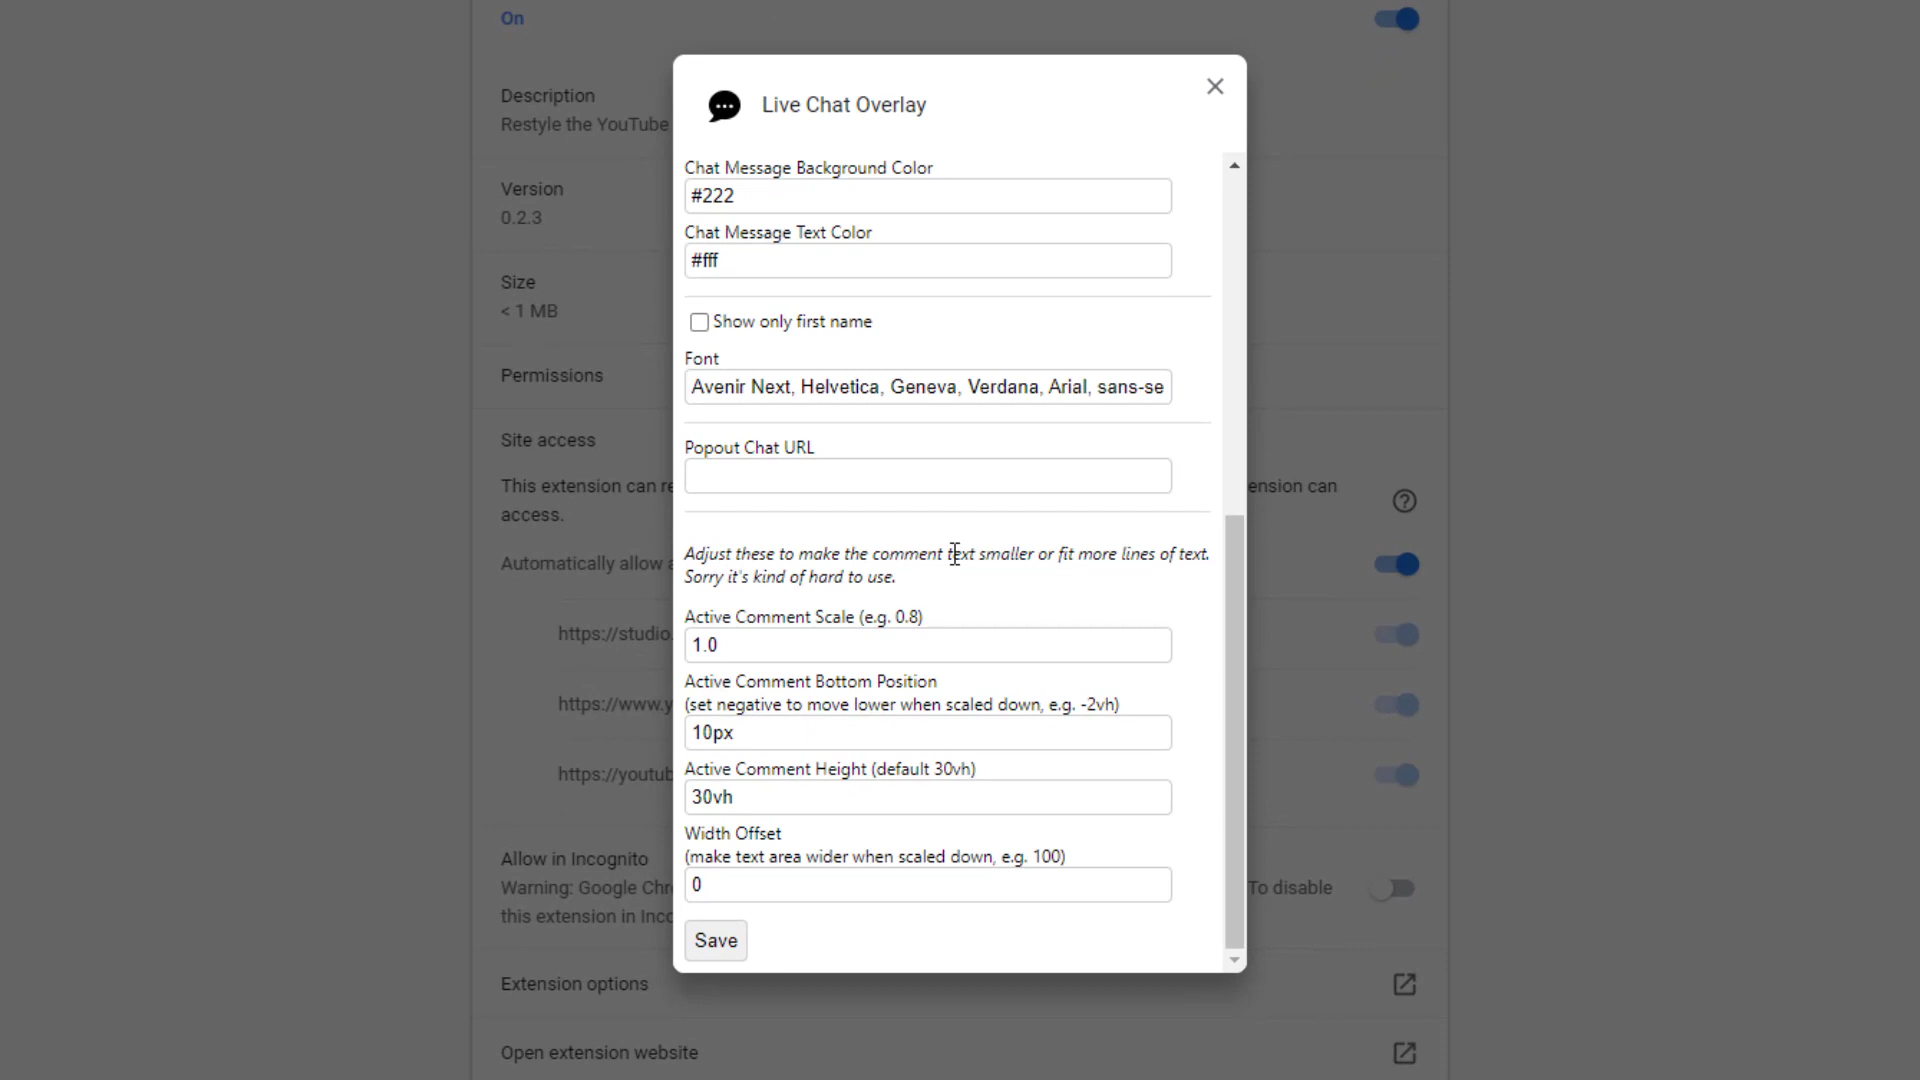 On
Description
Restyle the YouTube
Version
0.2.3
Size
< 1 MB
Permissions
Site access
This extension can re
ension can
access.
Automatically allow a
https://studio.
https://www.y
https://youtub
Allow in Incognito
Warning: Google Chr
To disable
this extension in Inco
Extension options
Open extension website
Live Chat Overlay
Chat Message Background Color
#222
Chat Message Text Color
#fff
Show only first name
Font
Avenir Next, Helvetica, Geneva, Verdana, Arial, sans-se
Popout Chat URL
Adjust these to make the comment text smaller or fit more lines of text.
Sorry it's kind of hard to use.
Active Comment Scale (e.g. 0.8)
1.0
Active Comment Bottom Position
(set negative to move lower when scaled down, e.g. -2vh)
10px
Active Comment Height (default 30vh)
30vh
Width Offset
(make text area wider when scaled down, e.g. 100)
0
Save